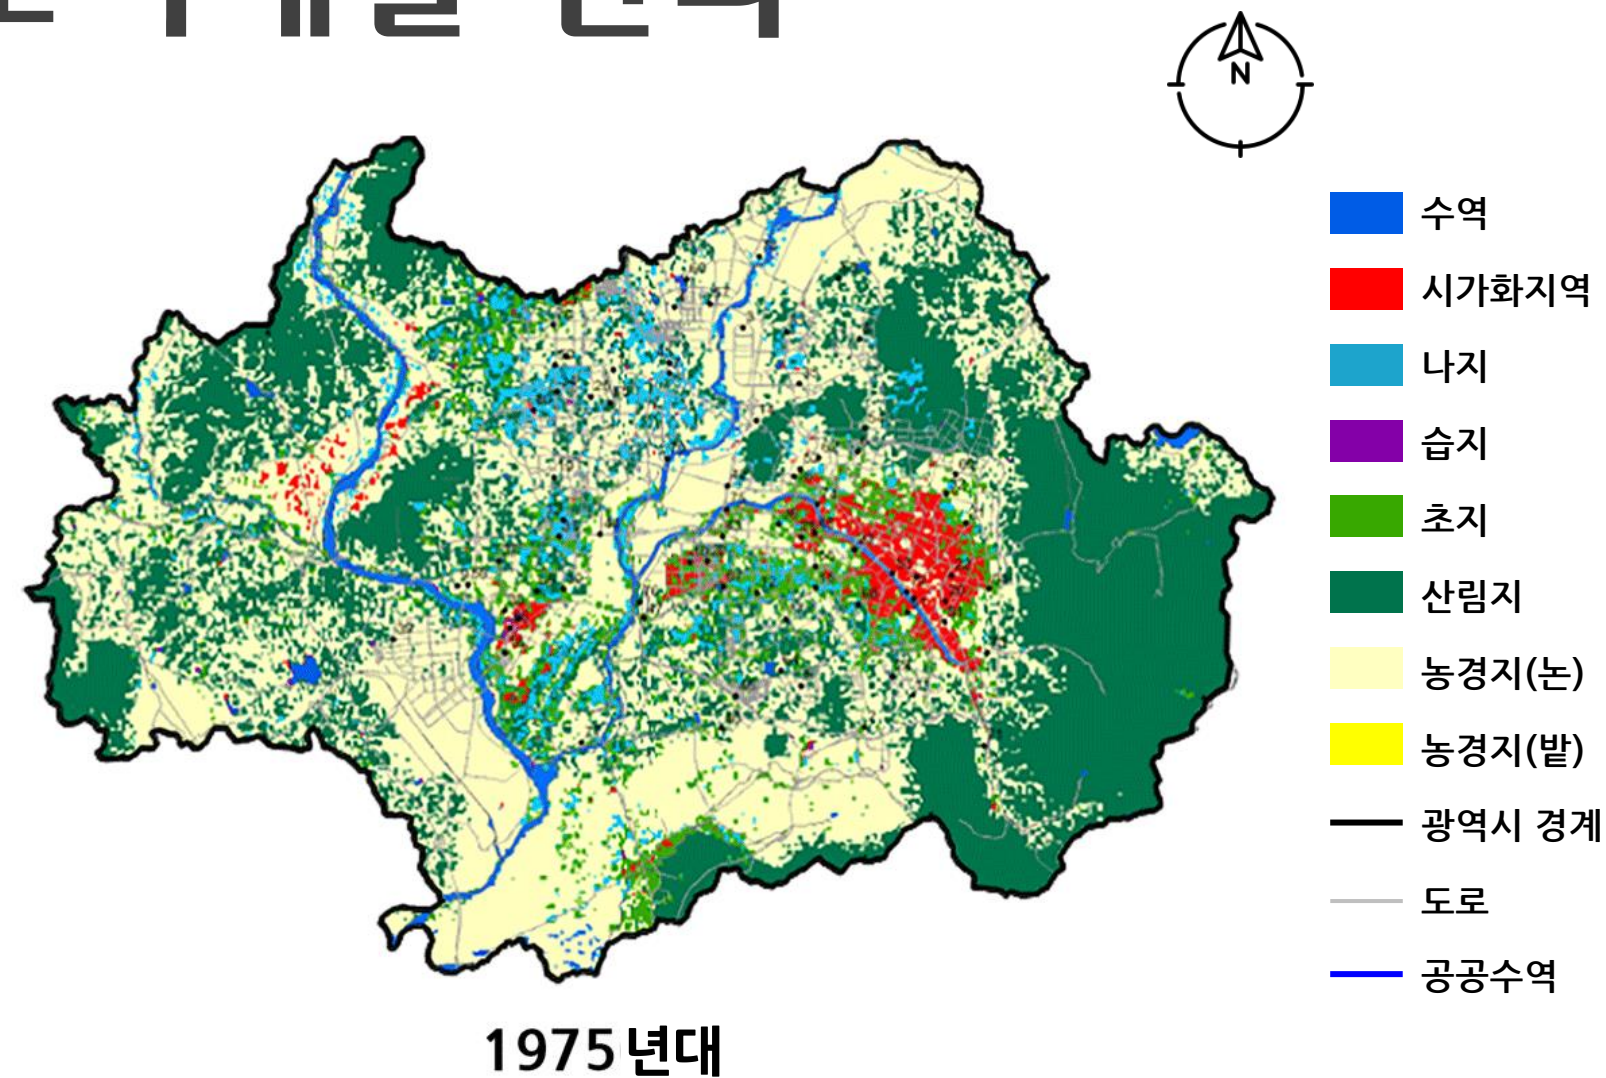 N
수역
시가화지역
나지
습지
초지
산림지
농경지(논)
농경지(밭)
광역시 경계
도로
공공수역
1975년대